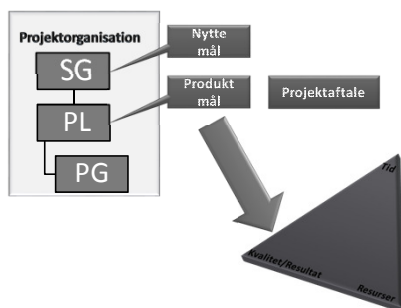 Projektorganisation
Nytte
mål
SG
Produkt
mål
Projektaftale
PL
PG
Tid
Kvalitet/Resultat
Resurser